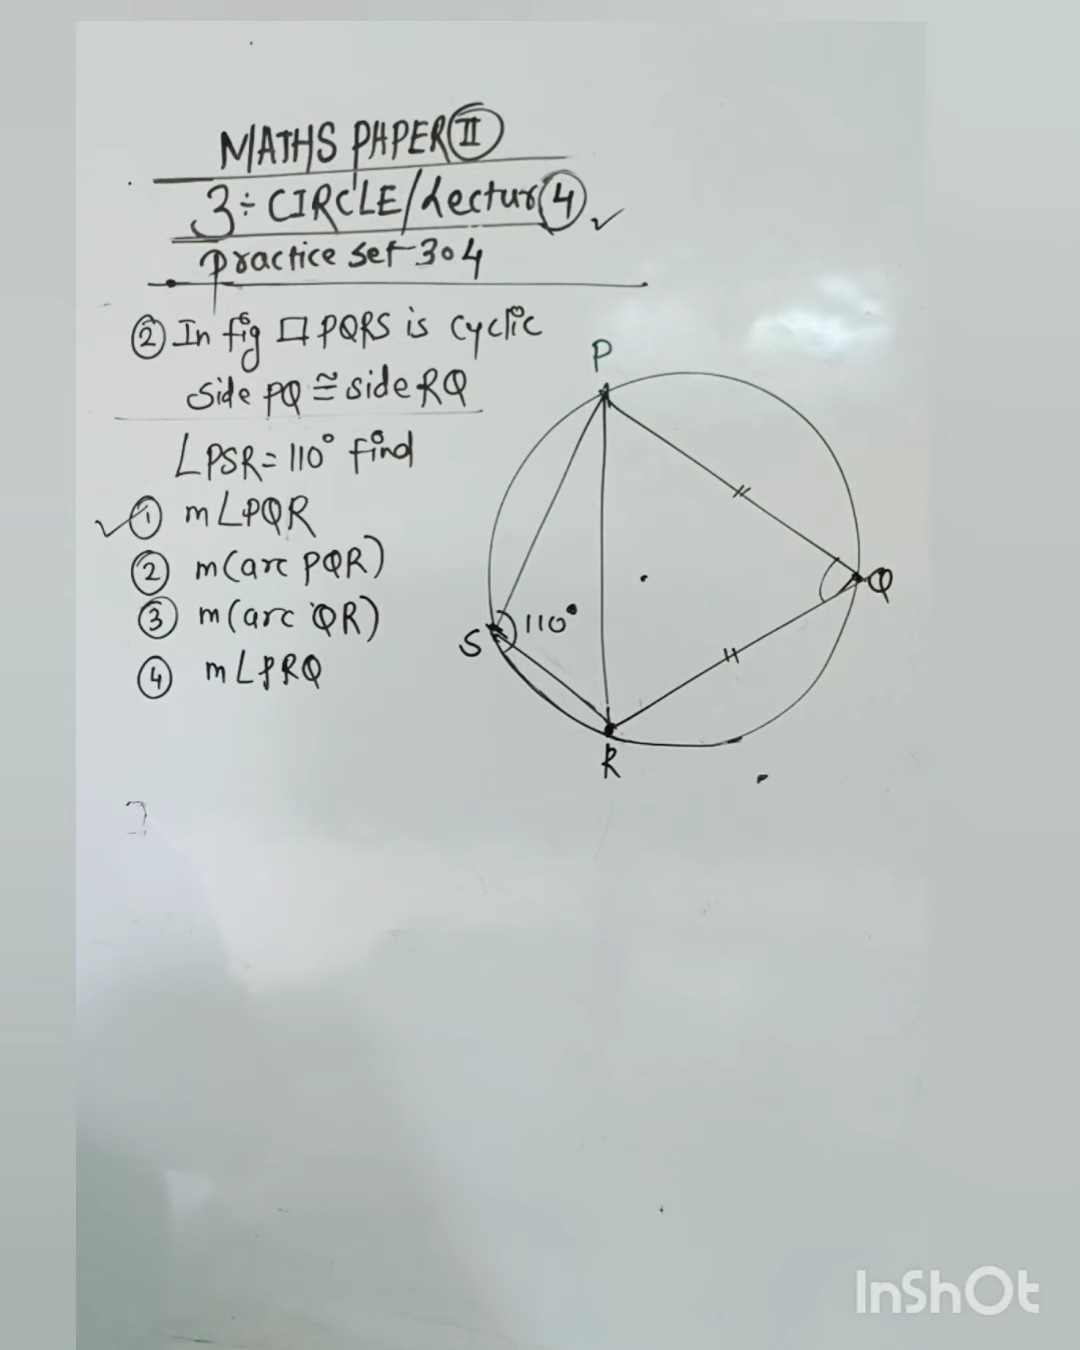 MATHS PAPER II
3÷ CIRCLE/Lectur 4
practice set 3.4
② In fig □ PQRS is cyclic
side PQ ≅ side RQ
∠PSR = 110° find
① m∠PQR
② m(arc PQR)
③ m(arc QR)
④ m∠PRQ
P
Q
S 110°
R
InShOt